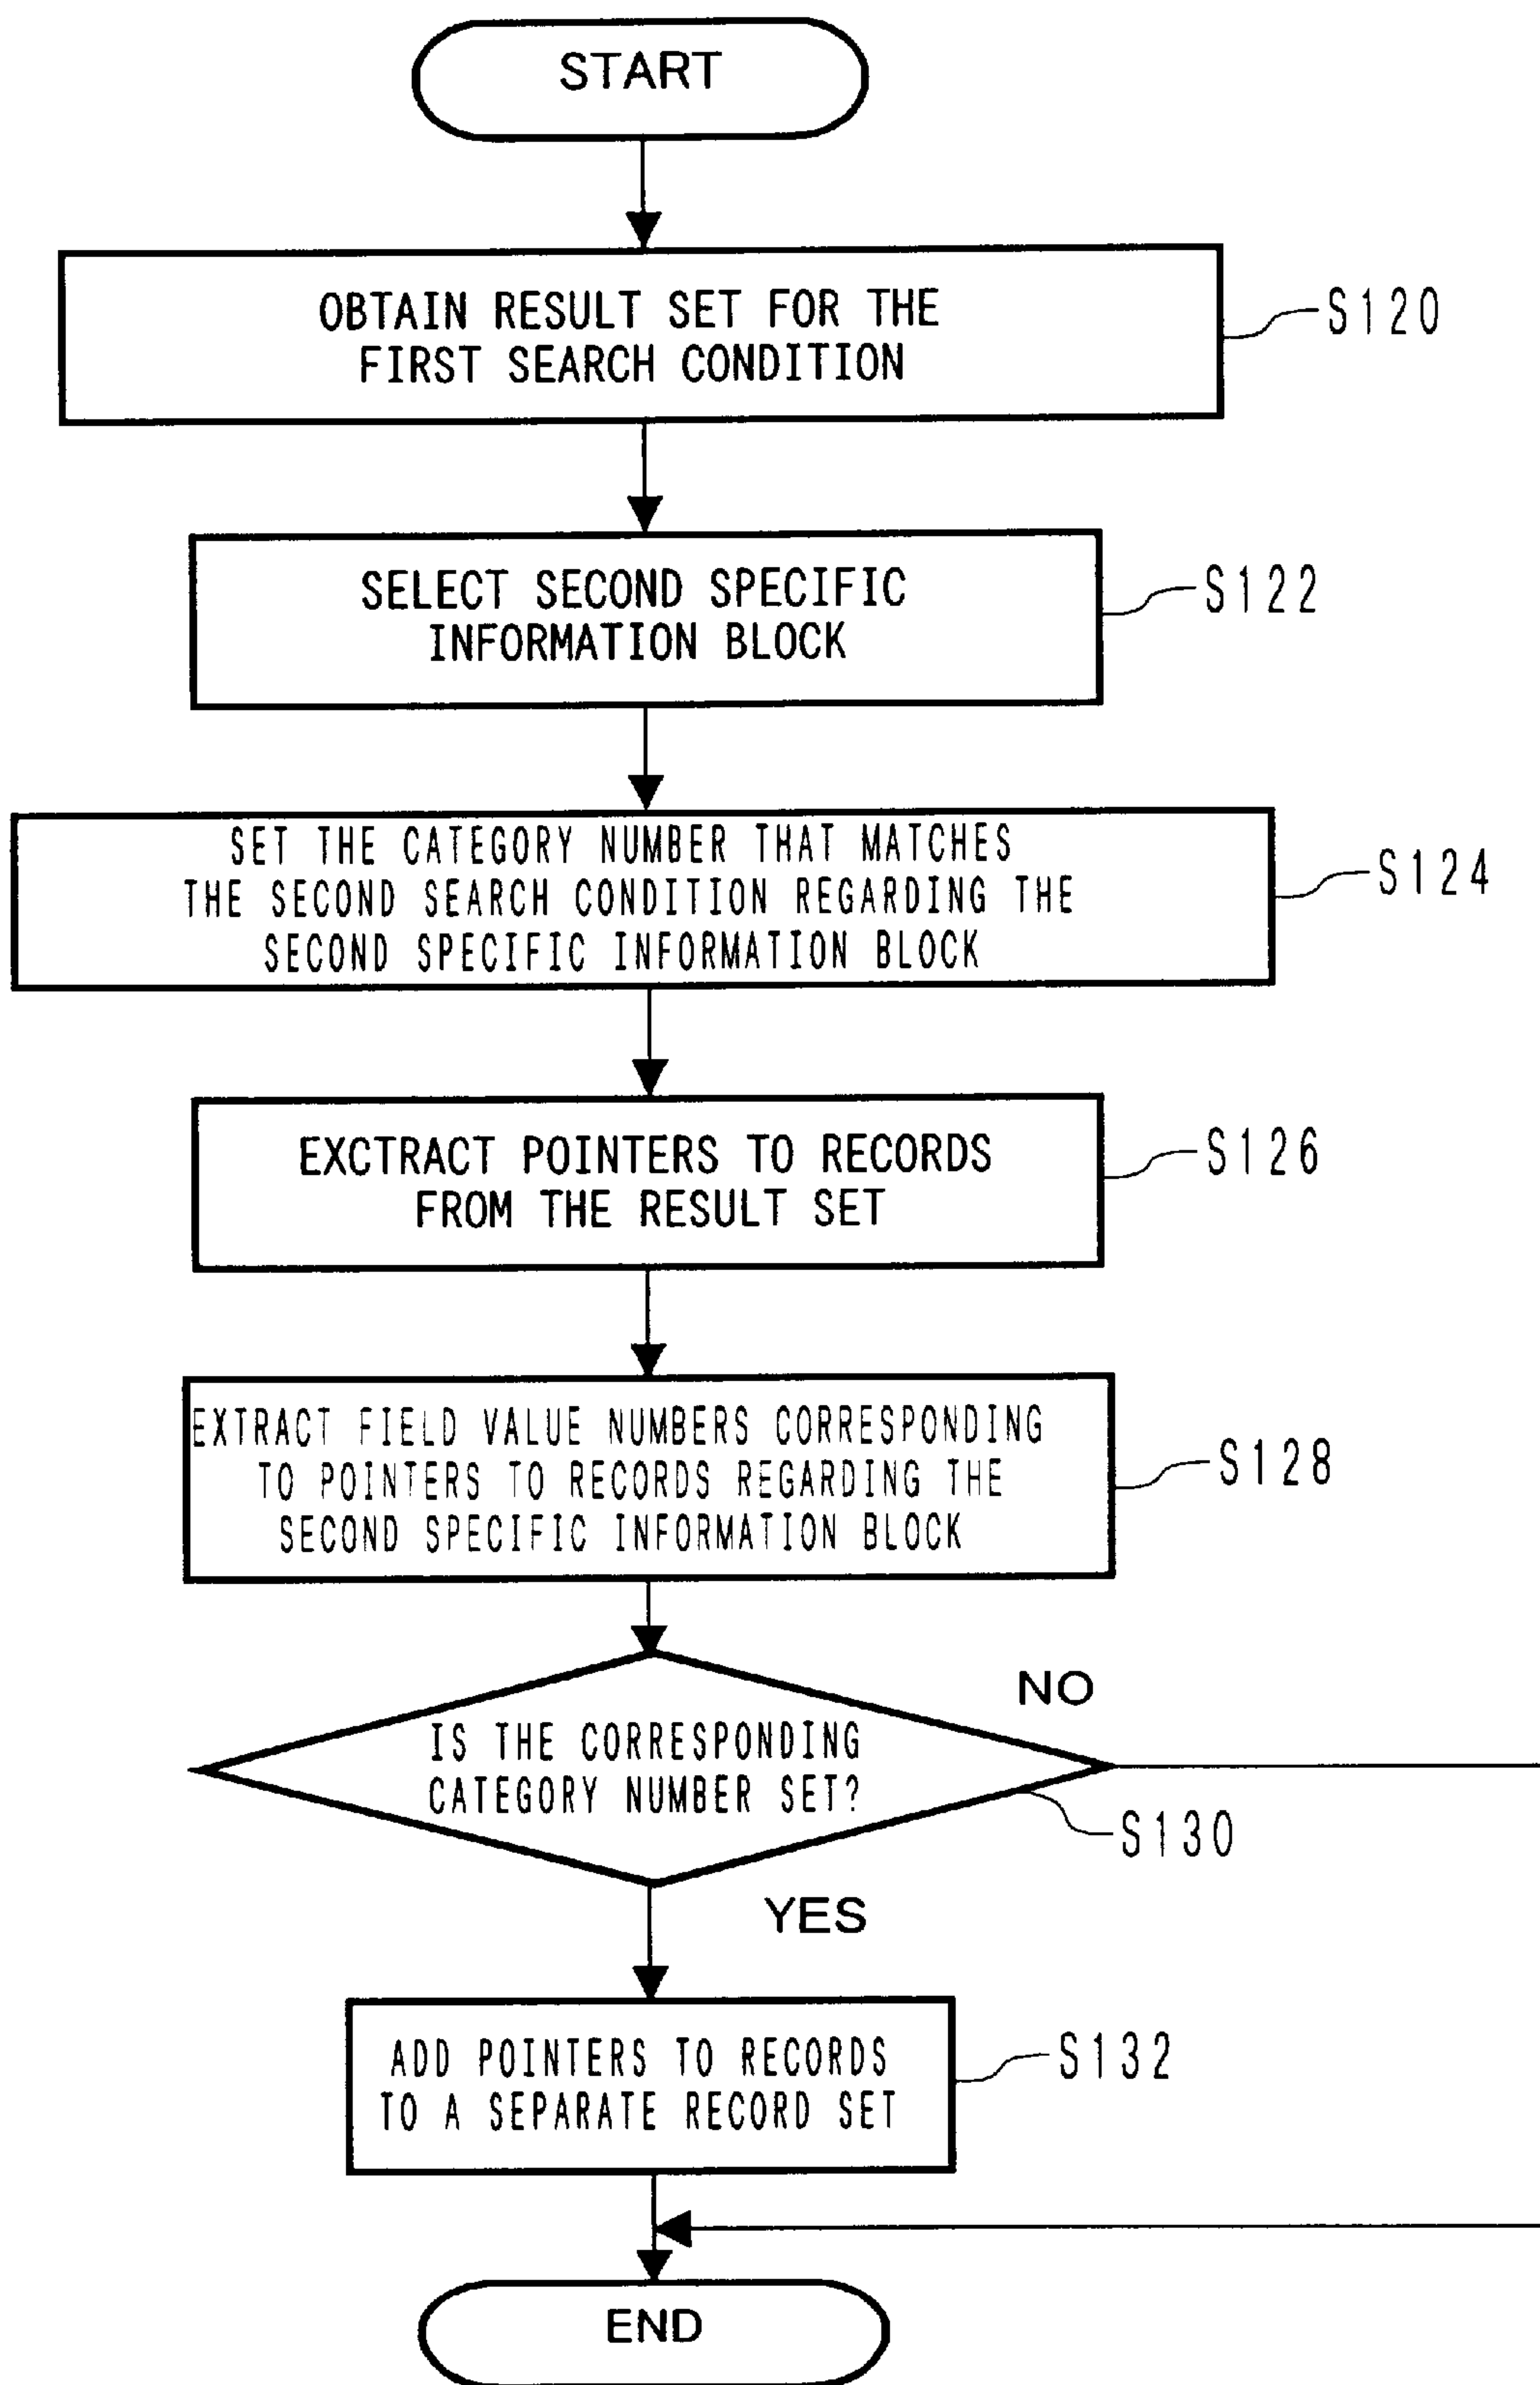 START
OBTAIN RESULT SET FOR THE
FIRST SEARCH CONDITION
S120
SELECT SECOND SPECIFIC
INFORMATION BLOCK
S122
SET THE CATEGORY NUMBER THAT MATCHES
THE SECOND SEARCH CONDITION REGARDING THE
SECOND SPECIFIC INFORMATION BLOCK
S124
EXCTRACT POINTERS TO RECORDS
FROM THE RESULT SET
S126
EXTRACT FIELD VALUE NUMBERS CORRESPONDING
TO POINTERS TO RECORDS REGARDING THE
SECOND SPECIFIC INFORMATION BLOCK
S128
NO
IS THE CORRESPONDING
CATEGORY NUMBER SET?
S130
YES
ADD POINTERS TO RECORDS
TO A SEPARATE RECORD SET
S132
END